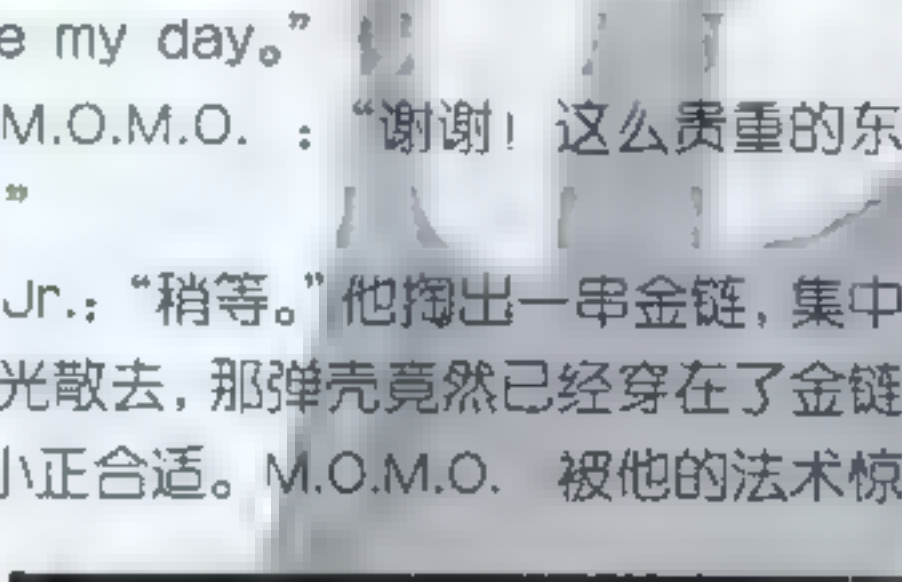 e my day。”
M.O.M.O. ：“谢谢！这么贵重的东
”
Jr.：“稍等。”他掏出一串金链，集中
光散去，那弹壳竟然已经穿在了金链
小正合适。M.O.M.O. 被他的法术惊